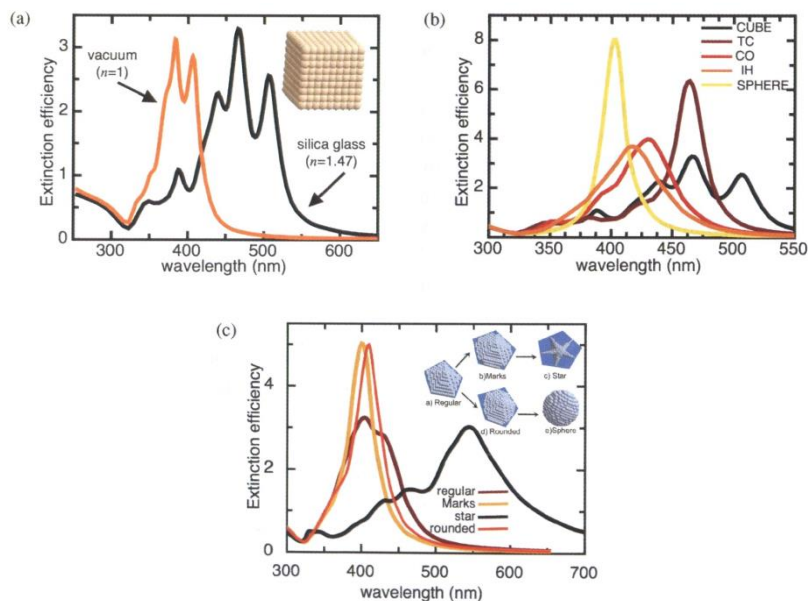 (a)
3
2
1
0
Extinction efficiency
vacuum
(n=1)
silica glass
(n=1.47)
300
400
500
600
wavelength (nm)
(b)
8
6
4
2
Extinction efficiency
CUBE
TC
CO
IH
SPHERE
300
350
400
450
500
550
wavelength (nm)
(c)
4
2
0
Extinction efficiency
a) Regular
b)Marks
c) Star
d) Rounded
e)Sphere
regular
Marks
star
rounded
300
400
500
600
700
wavelength (nm)